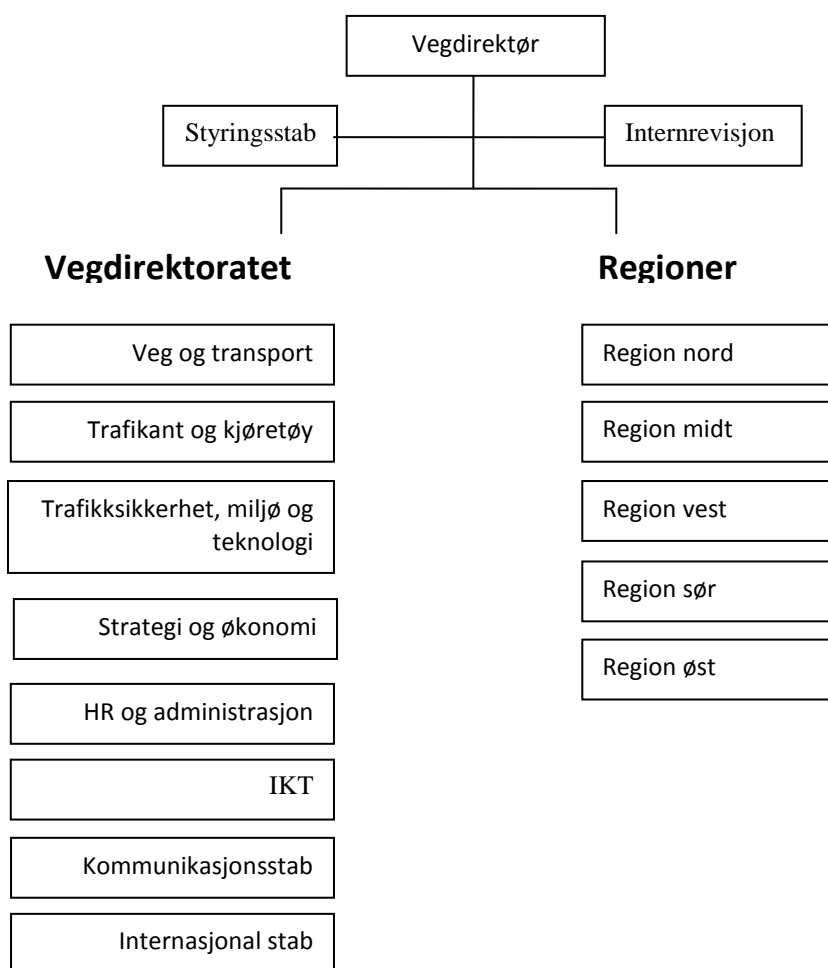 Vegdirektør
Styringsstab
Internrevisjon
Vegdirektoratet
Regioner
Veg og transport
Trafikant og kjøretøy
Trafikksikkerhet, miljø og
teknologi
Strategi og økonomi
HR og administrasjon
IKT
Kommunikasjonsstab
Internasjonal stab
Region nord
Region midt
Region vest
Region sør
Region øst